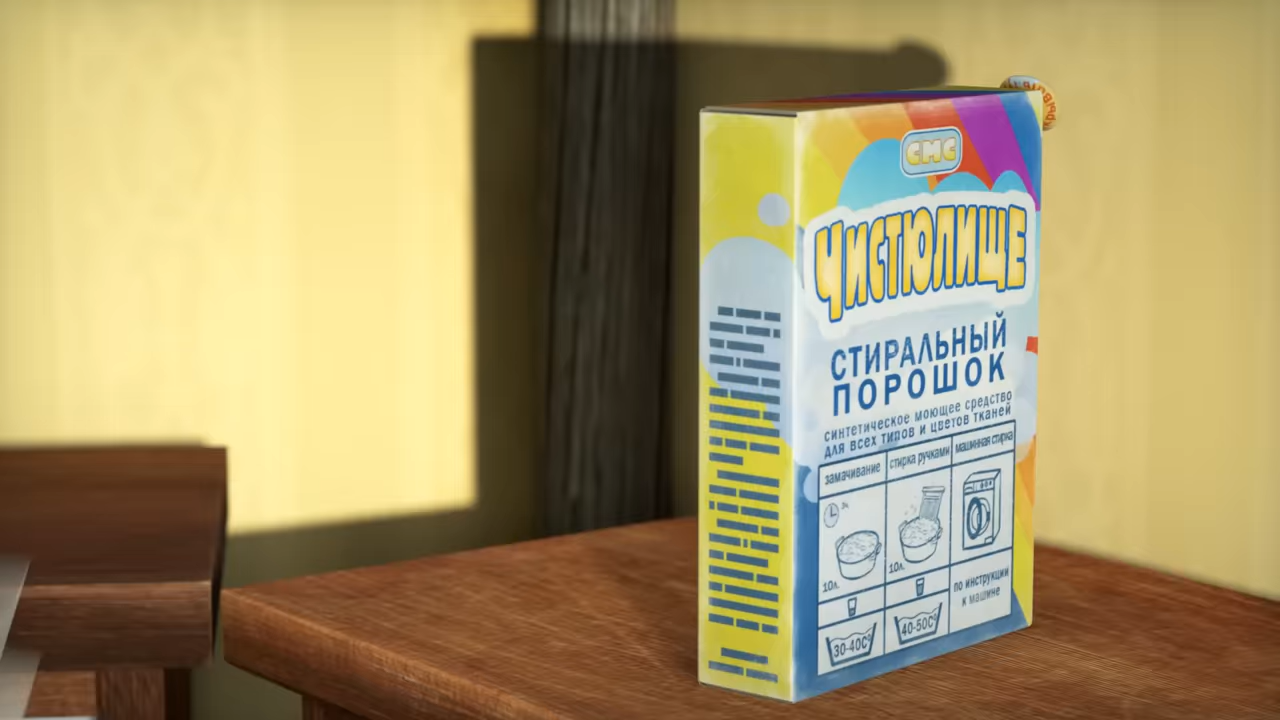 СМС
ЧИСТЮЛИЩЕ
СТИРАЛЬНЫЙ
ПОРОШОК
синтетическое моющее средство
для всех типов и цветов тканей
замачивание
стирка ручками
машинная стирка
10л.
10л.
по инструкции
к машине
30-40С°
40-50С°